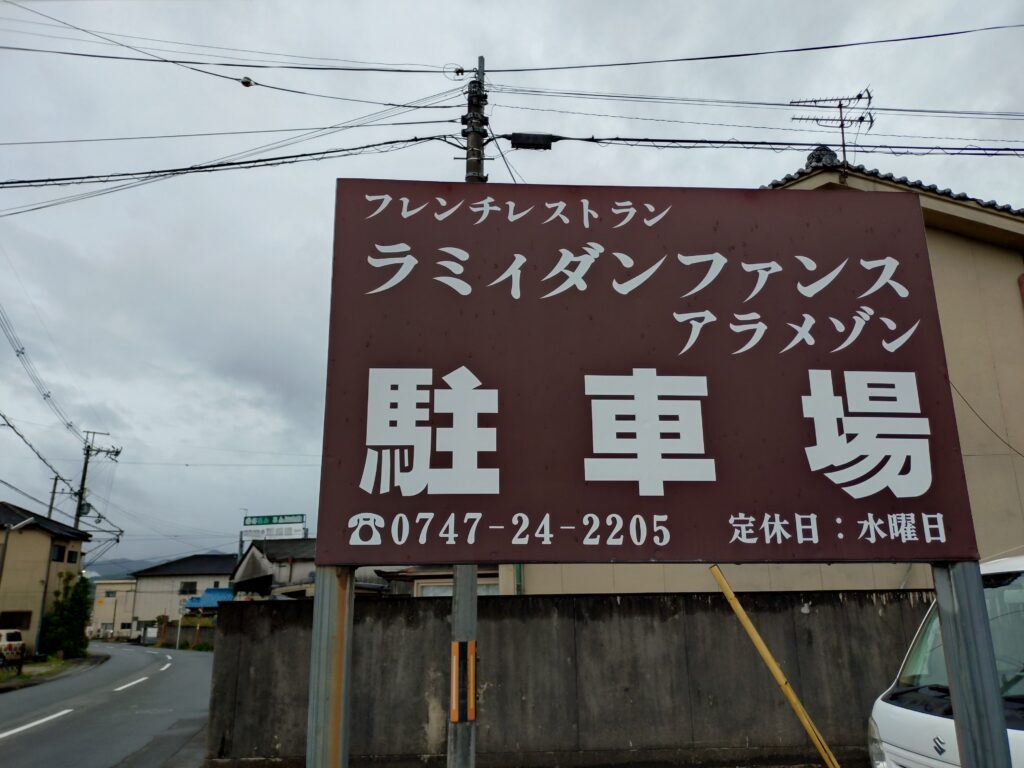 フレンチレストラン
ラミィダンファンス
アラメゾン
駐車場
☎0747-24-2205 定休日：水曜日